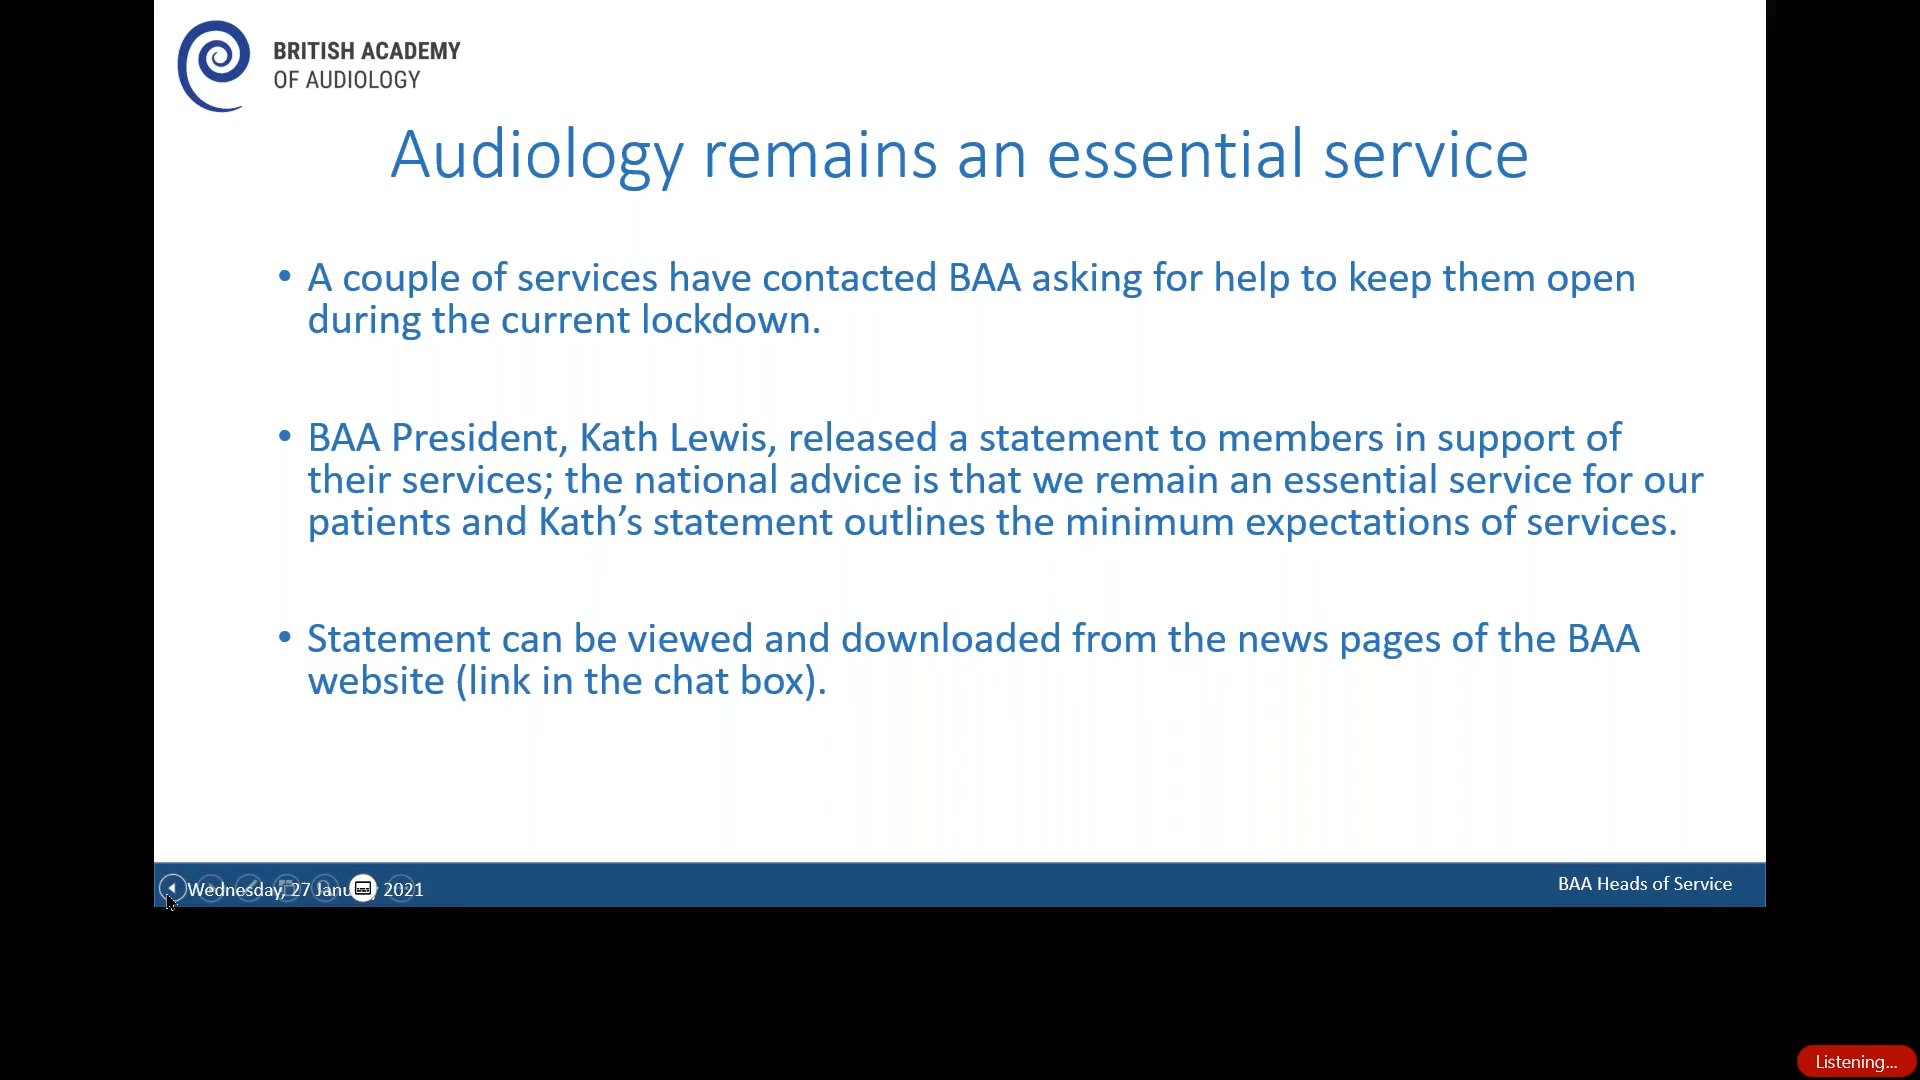 BRITISH ACADEMY
OF AUDIOLOGY
Audiology remains an essential service
• A couple of services have contacted BAA asking for help to keep them open
during the current lockdown.
• BAA President, Kath Lewis, released a statement to members in support of
their services; the national advice is that we remain an essential service for our
patients and Kath’s statement outlines the minimum expectations of services.
• Statement can be viewed and downloaded from the news pages of the BAA
website (link in the chat box).
Wednesday, 27 January 2021
BAA Heads of Service
Listening...